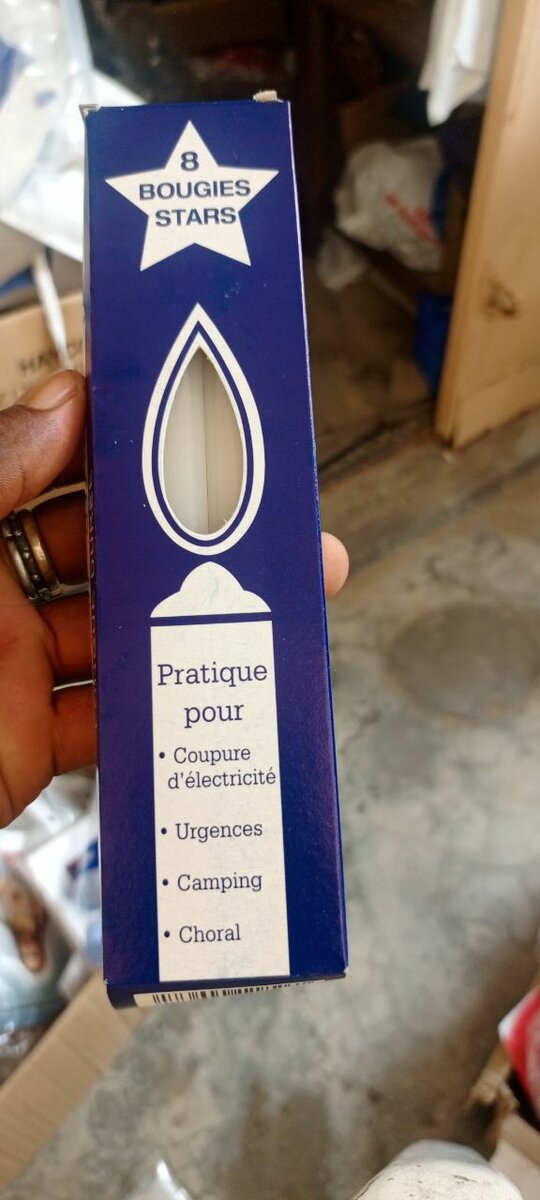 8
BOUGIES
STARS
Pratique
pour
• Coupure
d'électricité
• Urgences
• Camping
• Choral